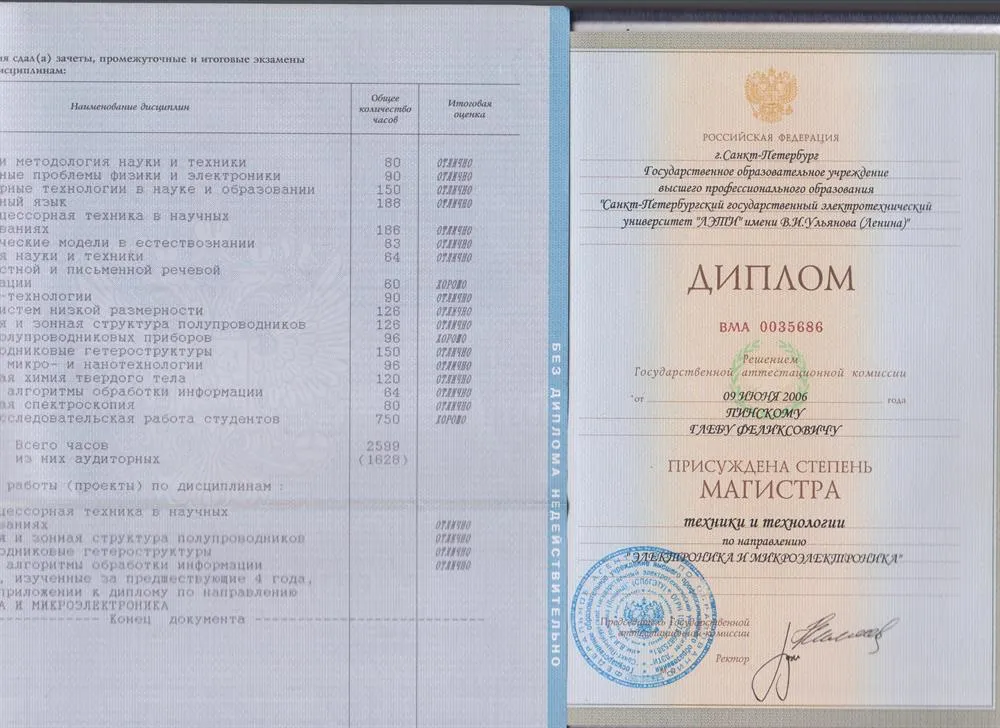 ия сдал(а) зачеты, промежуточные и итоговые экзамены
исциплинам:
Наименование дисциплин
Общее количество часов
Итоговая оценка
и методология науки и техники 80 ОТЛИЧНО
ные проблемы физики и электроники 90 ОТЛИЧНО
рные технологии в науке и образовании 150 ОТЛИЧНО
ный язык 188 ОТЛИЧНО
цессорная техника в научных
ваниях 186 ОТЛИЧНО
ческие модели в естествознании 83 ОТЛИЧНО
я науки и техники 64 ОТЛИЧНО
стной и письменной речевой
ации 60 ХОРОШО
-технологии 90 ОТЛИЧНО
истем низкой размерности 126 ОТЛИЧНО
я и зонная структура полупроводников 126 ОТЛИЧНО
олупроводниковых приборов 96 ХОРОШО
одниковые гетероструктуры 150 ОТЛИЧНО
микро- и нанотехнологии 96 ОТЛИЧНО
ая химия твердого тела 120 ОТЛИЧНО
алгоритмы обработки информации 64 ОТЛИЧНО
ая спектроскопия 80 ОТЛИЧНО
сследовательская работа студентов 750 ХОРОШО
Всего часов 2599
из них аудиторных (1628)
работы (проекты) по дисциплинам :
цессорная техника в научных
ваниях ОТЛИЧНО
я и зонная структура полупроводников ОТЛИЧНО
одниковые гетероструктуры ОТЛИЧНО
алгоритмы обработки информации ОТЛИЧНО
, изученные за предшествующие 4 года,
приложении к диплому по направлению
А И МИКРОЭЛЕКТРОНИКА
Конец документа
БЕЗ ДИПЛОМА НЕДЕЙСТВИТЕЛЬНО
РОССИЙСКАЯ ФЕДЕРАЦИЯ
г.Санкт-Петербург
Государственное образовательное учреждение
высшего профессионального образования
"Санкт-Петербургский государственный электротехнический
университет "ЛЭТИ" имени В.И.Ульянова (Ленина)"
ДИПЛОМ
ВМА 0035686
Решением
Государственной аттестационной комиссии
"от 09 ИЮНЯ 2006 года
ПИНСКОМУ
ГЛЕБУ ФЕЛИКСОВИЧУ
ПРИСУЖДЕНА СТЕПЕНЬ
МАГИСТРА
техники и технологии
по направлению
"ЭЛЕКТРОНИКА И МИКРОЭЛЕКТРОНИКА"
Председатель Государственной
аттестационной комиссии
Ректор